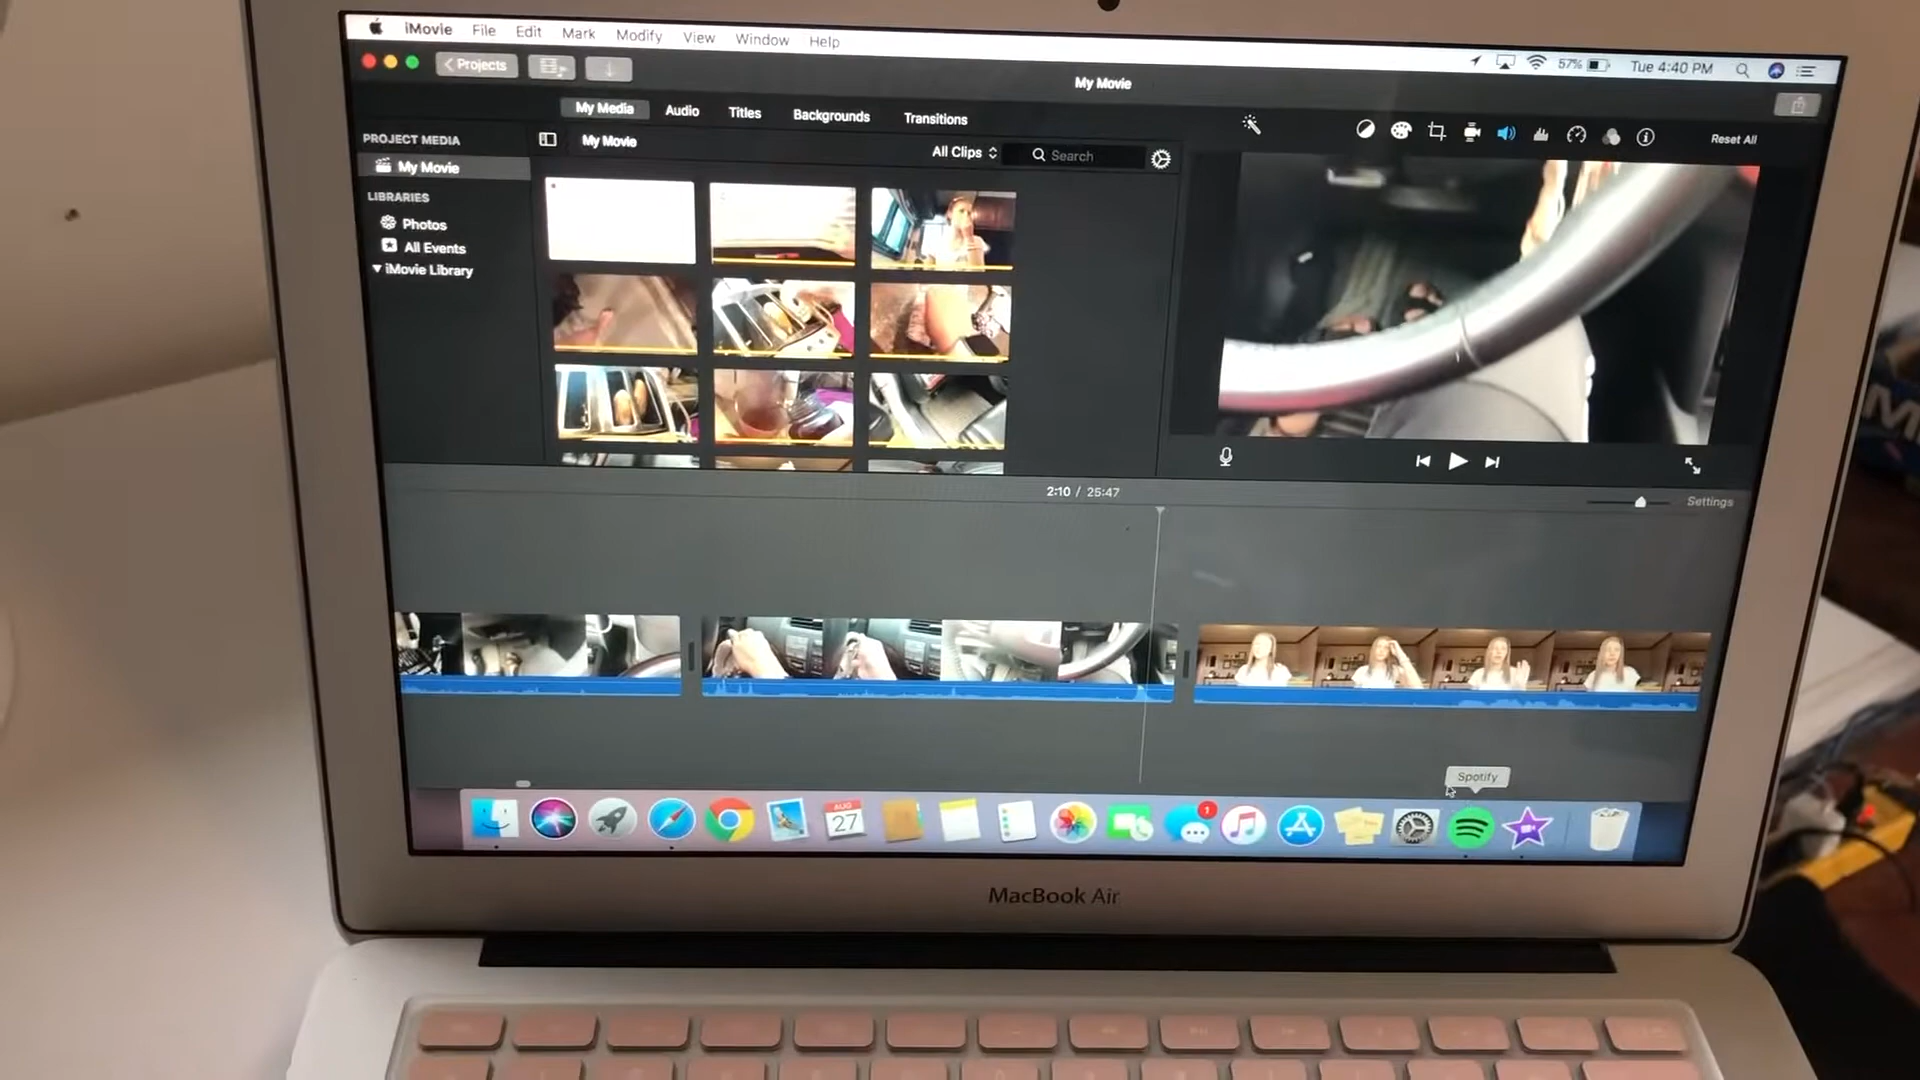 iMovie File Edit Mark Modify View Window Help
57% Tue 4:40 PM
Projects
My Movie
My Media Audio Titles Backgrounds Transitions
PROJECT MEDIA
My Movie
LIBRARIES
Photos
All Events
iMovie Library
My Movie
All Clips
Search
Reset All
2:10 / 25:47
Settings
Spotify
AUG
27
1
MacBook Air